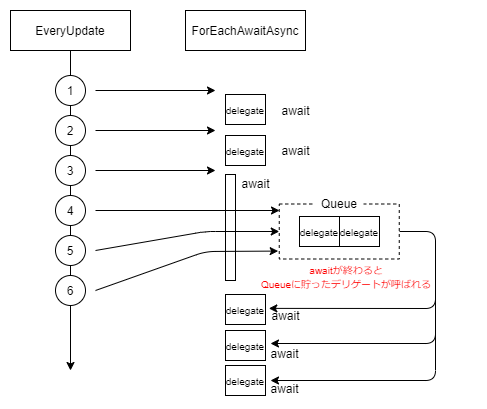 EveryUpdate
ForEachAwaitAsync
1
delegate
await
2
delegate
await
3
await
4
Queue
delegate
delegate
5
6
awaitが終わると
Queueに貯ったデリゲートが呼ばれる
delegate
await
delegate
await
delegate
await